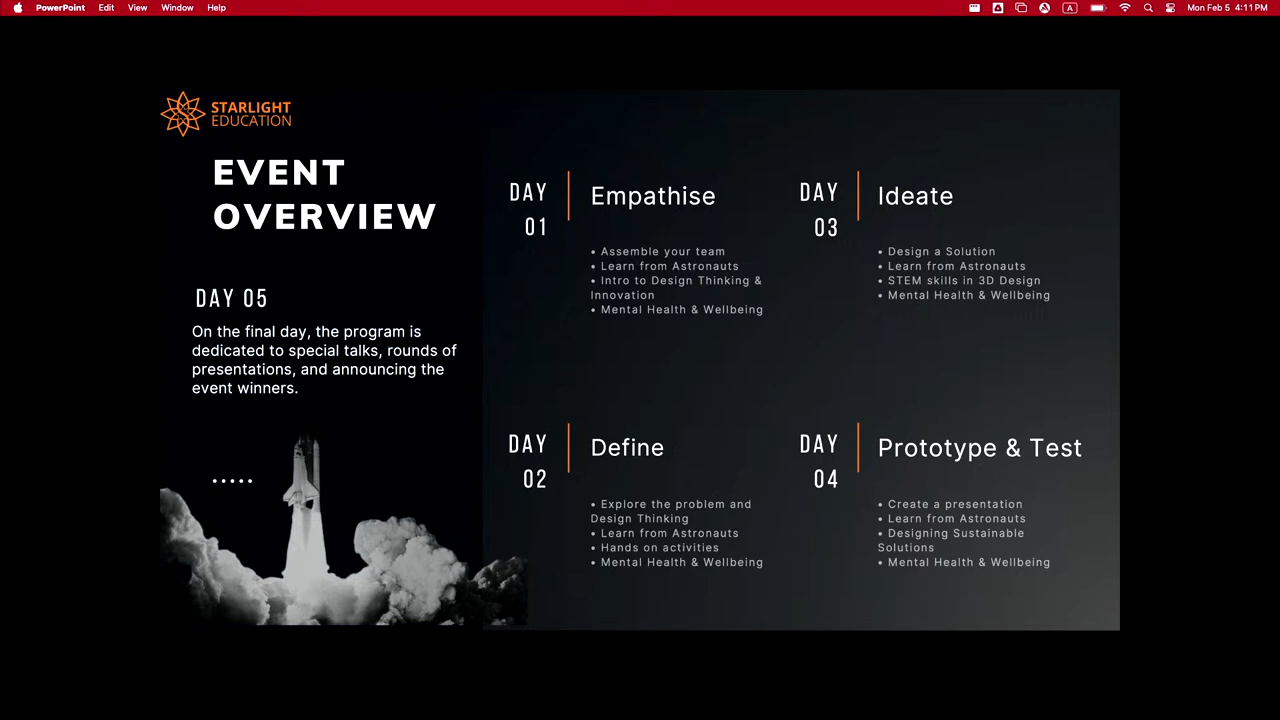 PowerPoint Edit View Window Help
A
Mon Feb 5 4:11 PM
STARLIGHT
EDUCATION
EVENT
OVERVIEW
DAY 05
On the final day, the program is
dedicated to special talks, rounds of
presentations, and announcing the
event winners.
DAY
01
Empathise
• Assemble your team
• Learn from Astronauts
• Intro to Design Thinking &
Innovation
• Mental Health & Wellbeing
DAY
02
Define
• Explore the problem and
Design Thinking
• Learn from Astronauts
• Hands on activities
• Mental Health & Wellbeing
DAY
03
Ideate
• Design a Solution
• Learn from Astronauts
• STEM skills in 3D Design
• Mental Health & Wellbeing
DAY
04
Prototype & Test
• Create a presentation
• Learn from Astronauts
• Designing Sustainable
Solutions
• Mental Health & Wellbeing